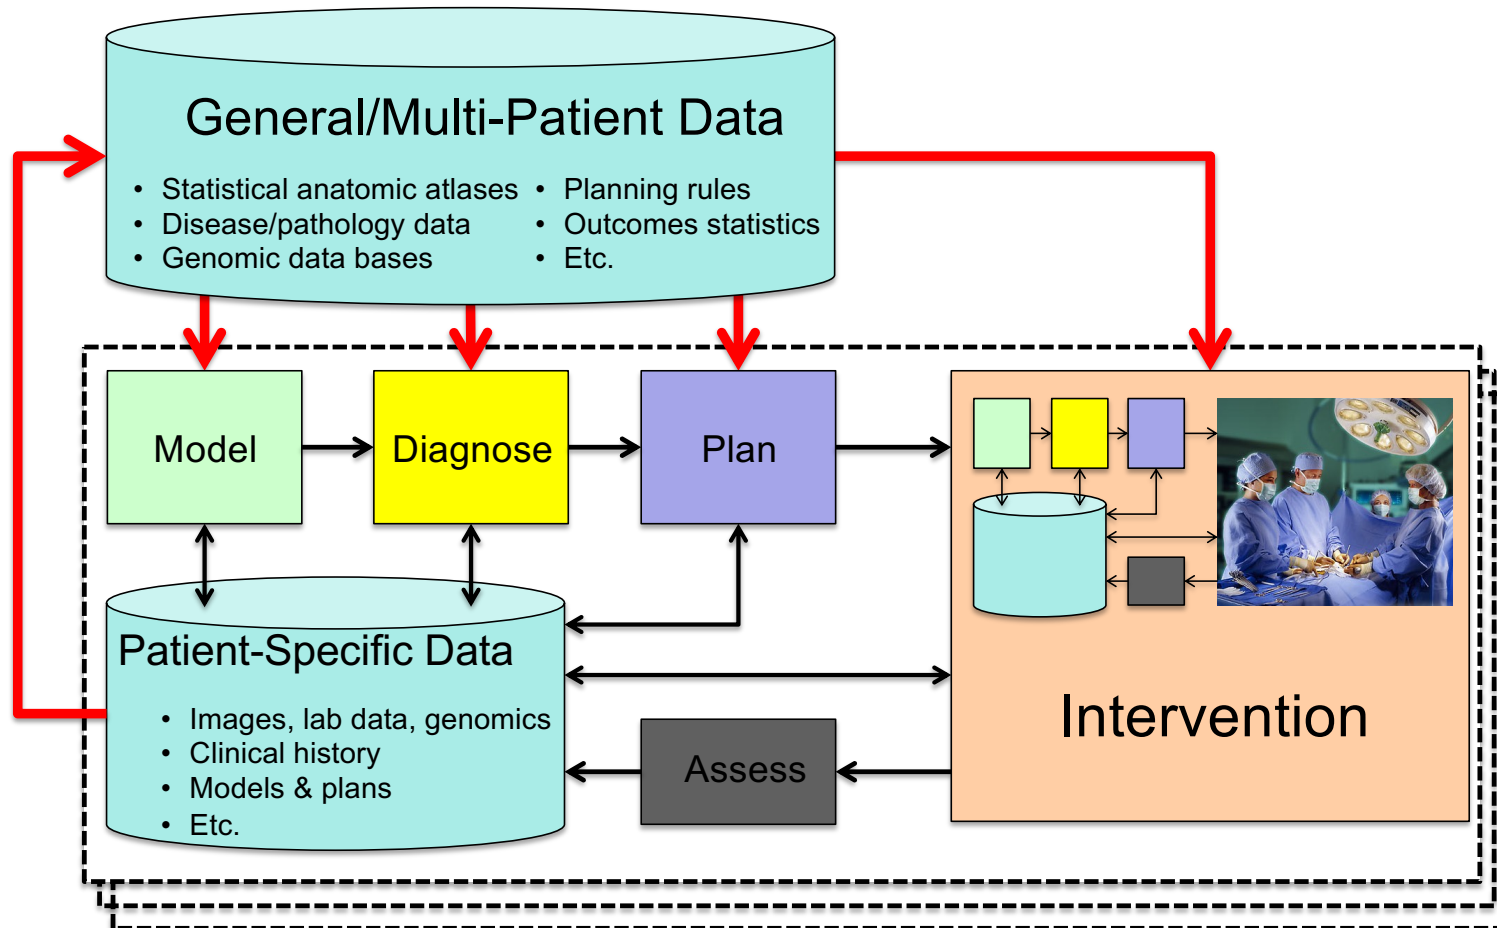 General/Multi-Patient Data
• Statistical anatomic atlases
• Disease/pathology data
• Genomic data bases
• Planning rules
• Outcomes statistics
• Etc.
Model
Diagnose
Plan
Patient-Specific Data
• Images, lab data, genomics
• Clinical history
• Models & plans
• Etc.
Assess
Intervention